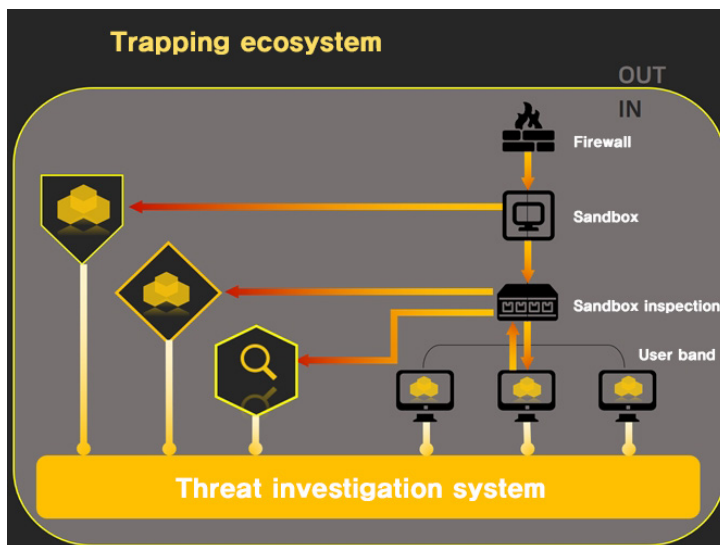 Trapping ecosystem
OUT
IN
Firewall
Sandbox
Sandbox inspection
User band
Threat investigation system